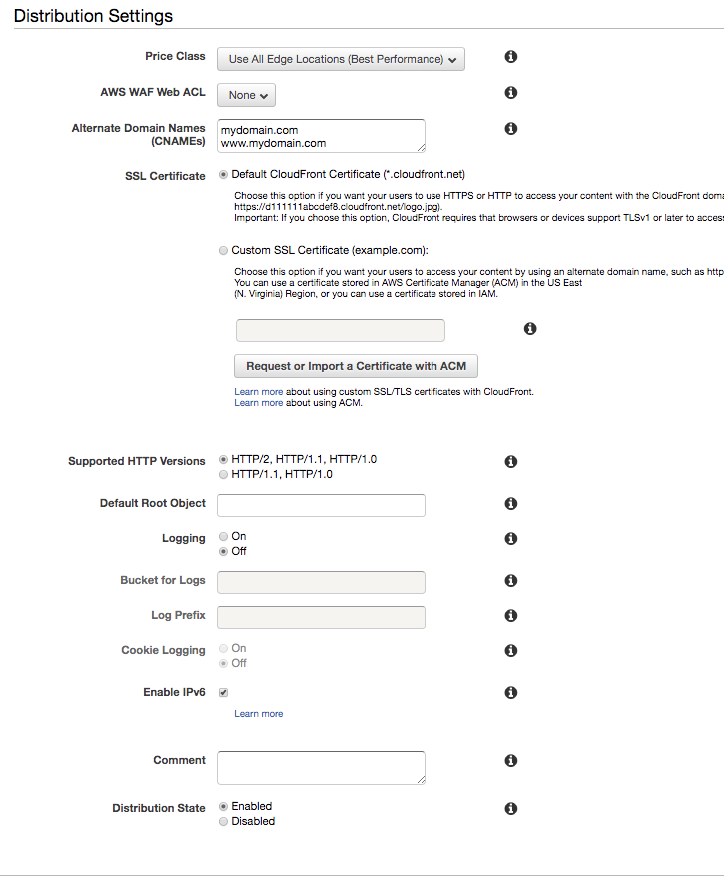 Distribution Settings
Price Class
Use All Edge Locations (Best Performance)
AWS WAF Web ACL
None
Alternate Domain Names
(CNAMEs)
mydomain.com
www.mydomain.com
SSL Certificate
Default CloudFront Certificate (*.cloudfront.net)
Choose this option if you want your users to use HTTPS or HTTP to access your content with the CloudFront
https://d111111abcdef8.cloudfront.net/logo.jpg).
Important: If you choose this option, CloudFront requires that browsers or devices support TLSv1 or later to access
Custom SSL Certificate (example.com):
Choose this option if you want your users to access your content by using an alternate domain name, such as http
You can use a certificate stored in AWS Certificate Manager (ACM) in the US East
(N. Virginia) Region, or you can use a certificate stored in IAM.
Request or Import a Certificate with ACM
Learn more about using custom SSL/TLS certificates with CloudFront.
Learn more about using ACM.
Supported HTTP Versions
HTTP/2, HTTP/1.1, HTTP/1.0
HTTP/1.1, HTTP/1.0
Default Root Object
Logging
On
Off
Bucket for Logs
Log Prefix
Cookie Logging
On
Off
Enable IPv6
Learn more
Comment
Distribution State
Enabled
Disabled